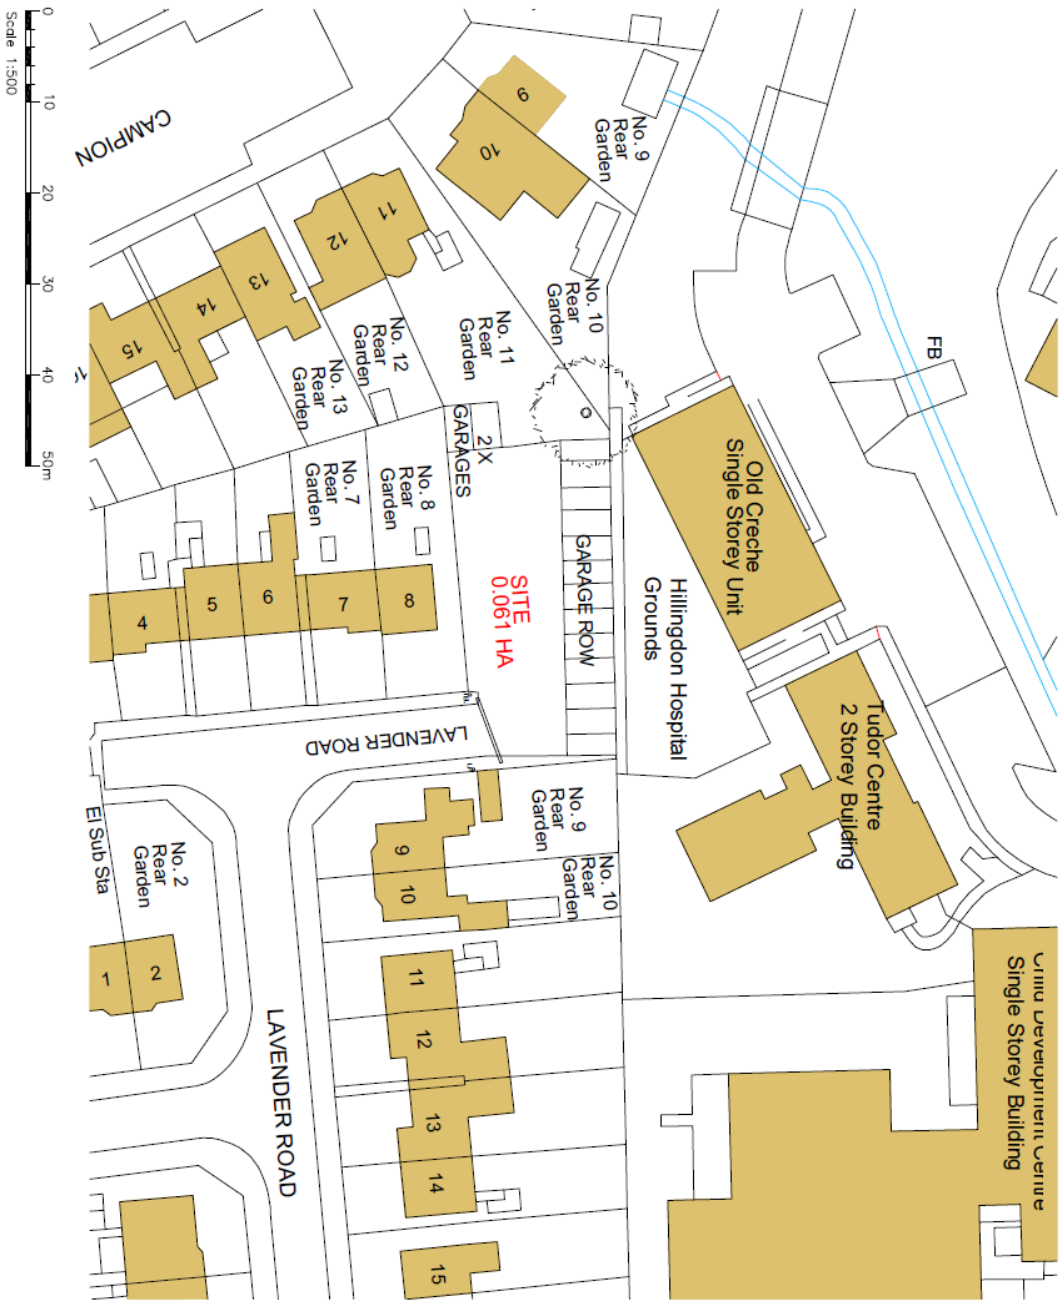 0
10
20
30
40
50m
Scale 1:500
CAMPION
9
10
No. 9
Rear
Garden
11
12
13
14
15
No. 10
Rear
Garden
No. 11
Rear
Garden
No. 12
Rear
Garden
No. 13
Rear
Garden
FB
2 X
GARAGES
Old Creche
Single Storey Unit
No. 7
Rear
Garden
No. 8
Rear
Garden
4
5
6
7
8
SITE
0.061 HA
GARAGE ROW
Hillingdon Hospital
Grounds
Tudor Centre
2 Storey Building
LAVENDER ROAD
El Sub Sta
No. 2
Rear
Garden
1
2
9
10
No. 9
Rear
Garden
No. 10
Rear
Garden
11
12
13
14
15
LAVENDER ROAD
Child Development Centre
Single Storey Building